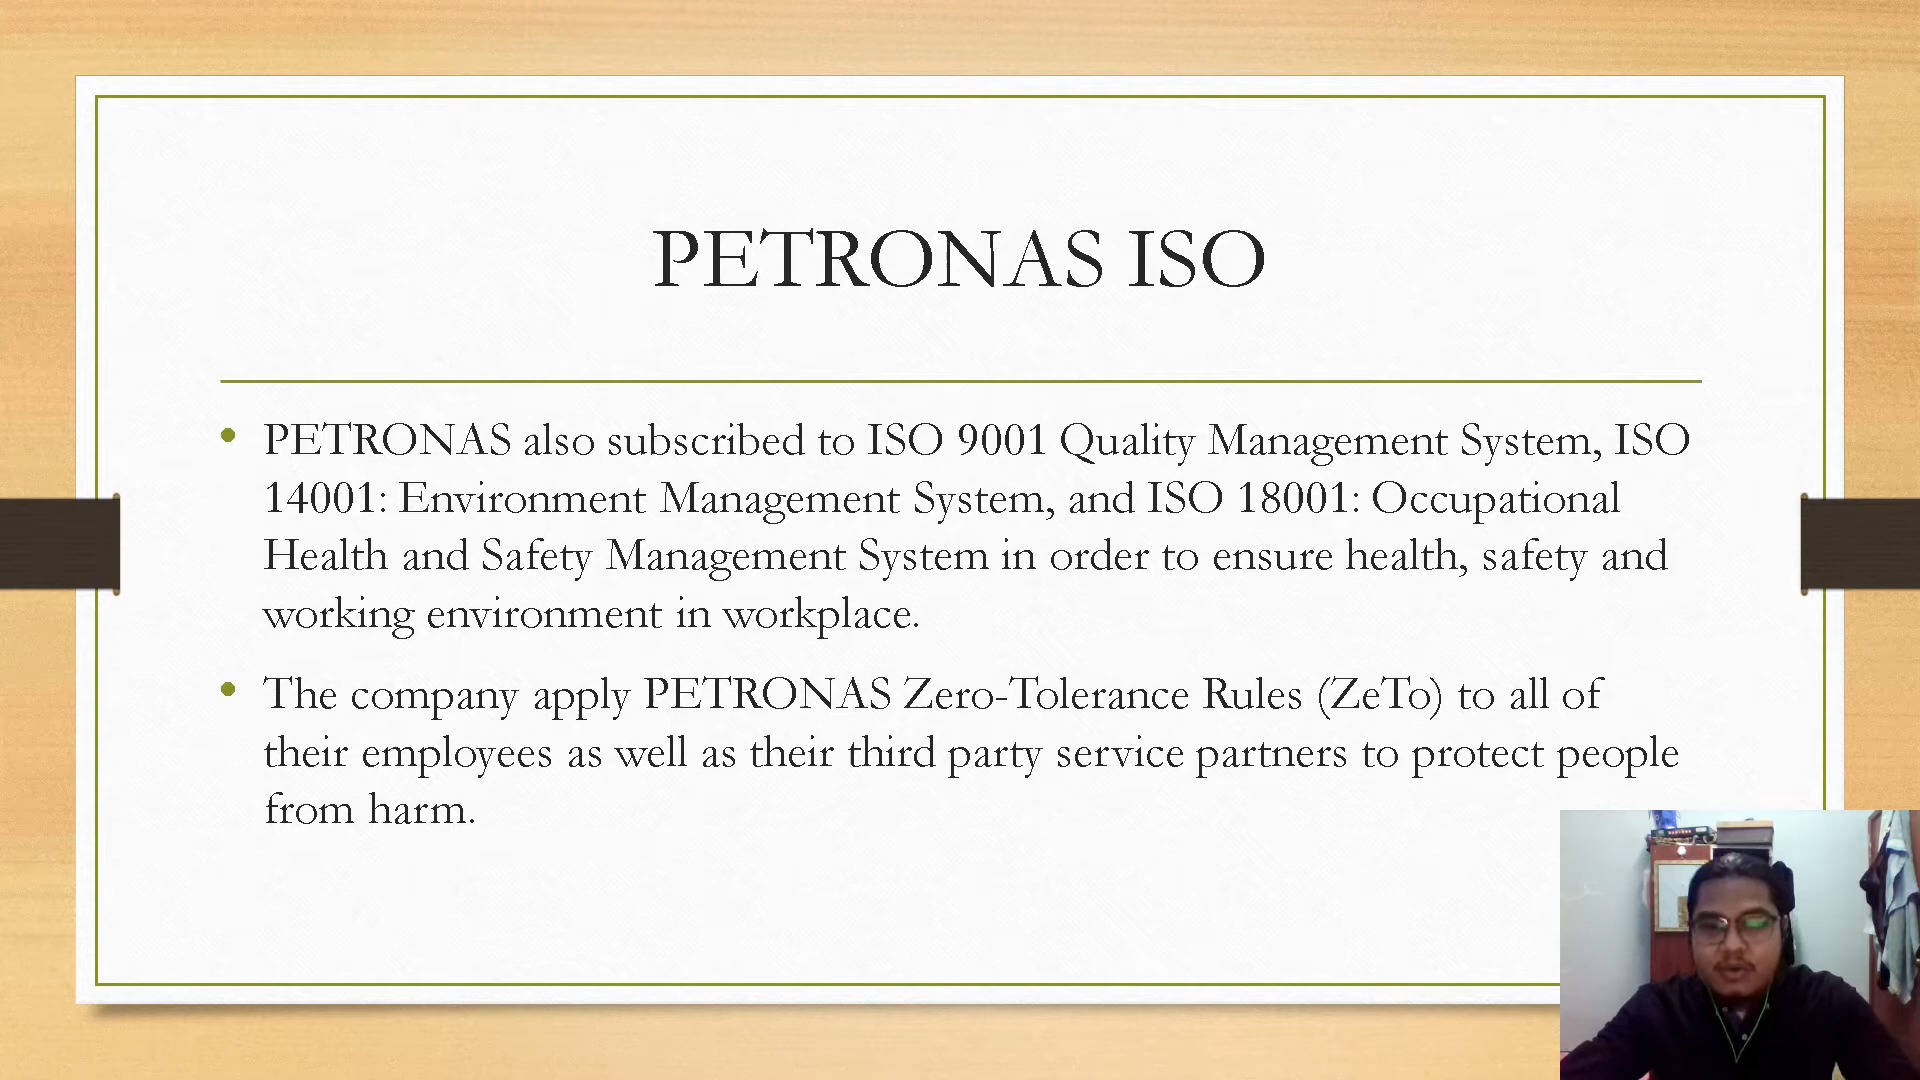 PETRONAS ISO
• PETRONAS also subscribed to ISO 9001 Quality Management System, ISO
14001: Environment Management System, and ISO 18001: Occupational
Health and Safety Management System in order to ensure health, safety and
working environment in workplace.
• The company apply PETRONAS Zero-Tolerance Rules (ZeTo) to all of
their employees as well as their third party service partners to protect people
from harm.